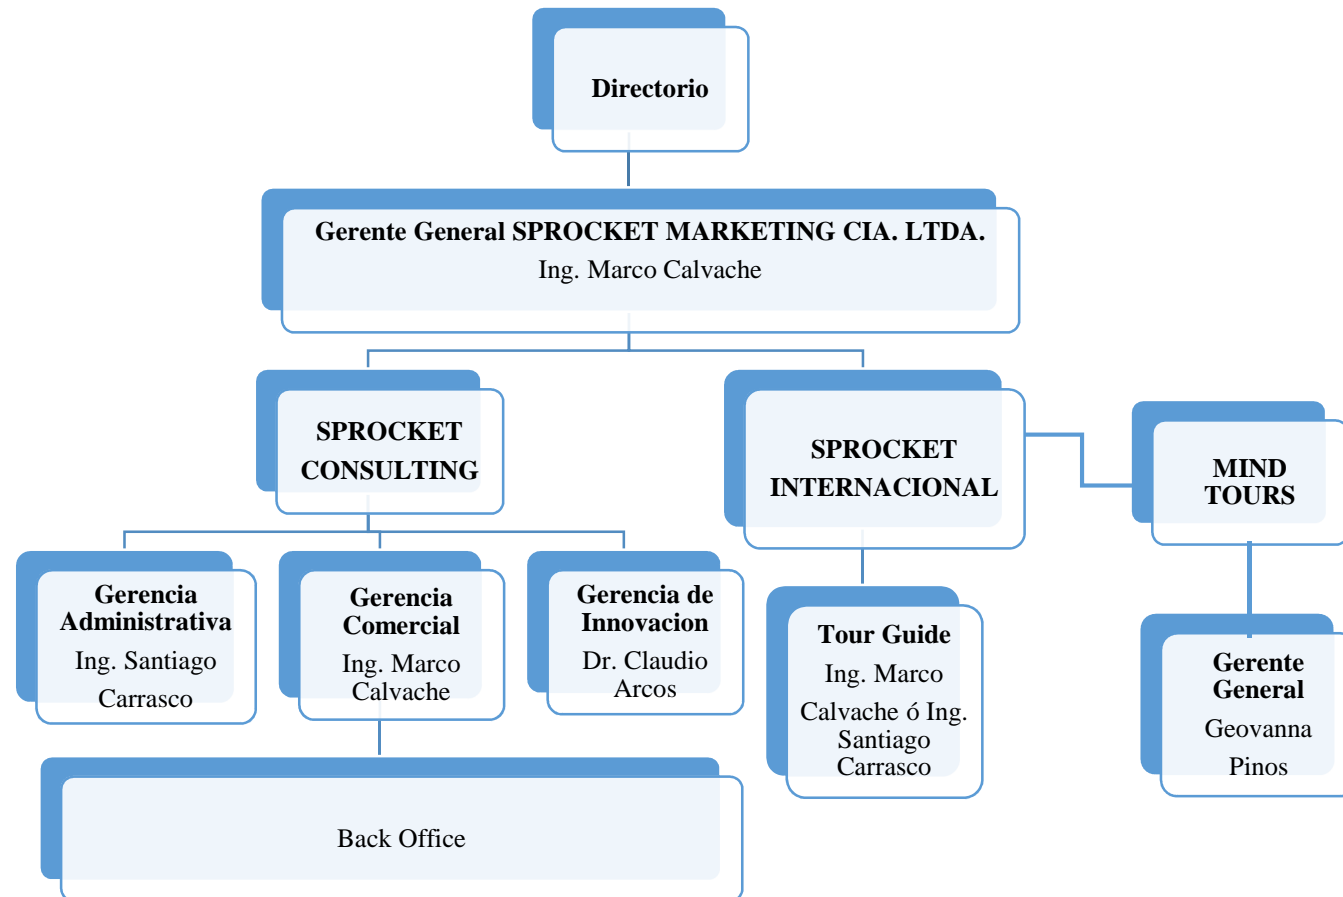 Directorio
Gerente General SPROCKET MARKETING CIA. LTDA.
Ing. Marco Calvache
SPROCKET
CONSULTING
SPROCKET
INTERNACIONAL
MIND
TOURS
Gerencia
Administrativa
Ing. Santiago
Carrasco
Gerencia
Comercial
Ing. Marco
Calvache
Gerencia de
Innovacion
Dr. Claudio
Arcos
Tour Guide
Ing. Marco
Calvache ó Ing.
Santiago
Carrasco
Gerente
General
Geovanna
Pinos
Back Office